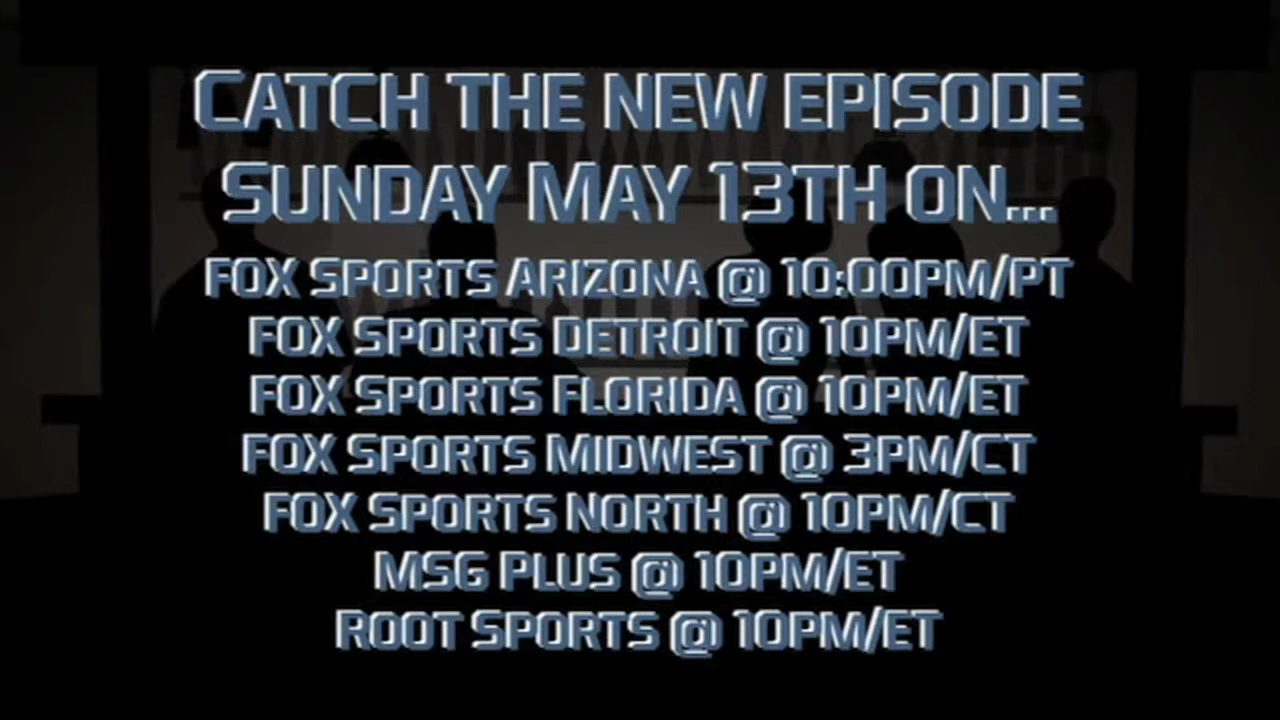 CATCH THE NEW EPISODE
SUNDAY MAY 13TH ON...
FOX SPORTS ARIZONA @ 10:00PM/PT
FOX SPORTS DETROIT @ 10PM/ET
FOX SPORTS FLORIDA @ 10PM/ET
FOX SPORTS MIDWEST @ 3PM/CT
FOX SPORTS NORTH @ 10PM/CT
MSG PLUS @ 10PM/ET
ROOT SPORTS @ 10PM/ET